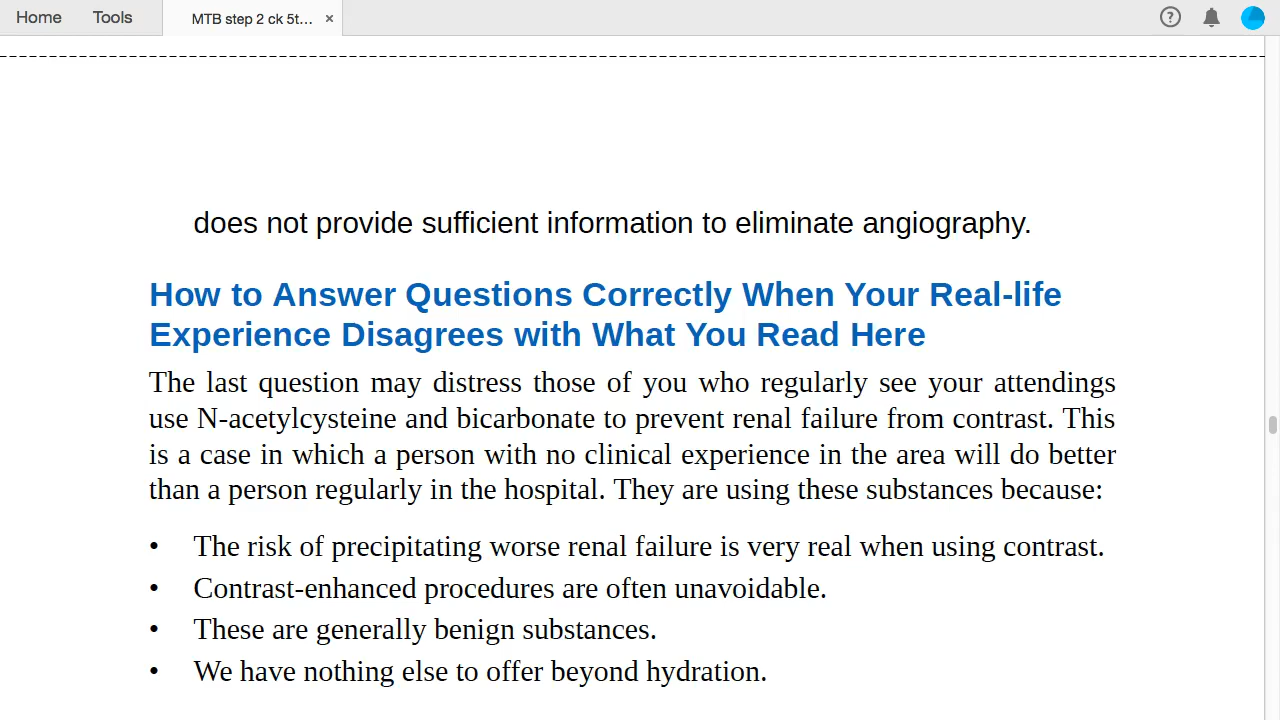 Home Tools MTB step 2 ck 5t... × ?
does not provide sufficient information to eliminate angiography.
How to Answer Questions Correctly When Your Real-life
Experience Disagrees with What You Read Here
The last question may distress those of you who regularly see your attendings
use N-acetylcysteine and bicarbonate to prevent renal failure from contrast. This
is a case in which a person with no clinical experience in the area will do better
than a person regularly in the hospital. They are using these substances because:
• The risk of precipitating worse renal failure is very real when using contrast.
• Contrast-enhanced procedures are often unavoidable.
• These are generally benign substances.
• We have nothing else to offer beyond hydration.